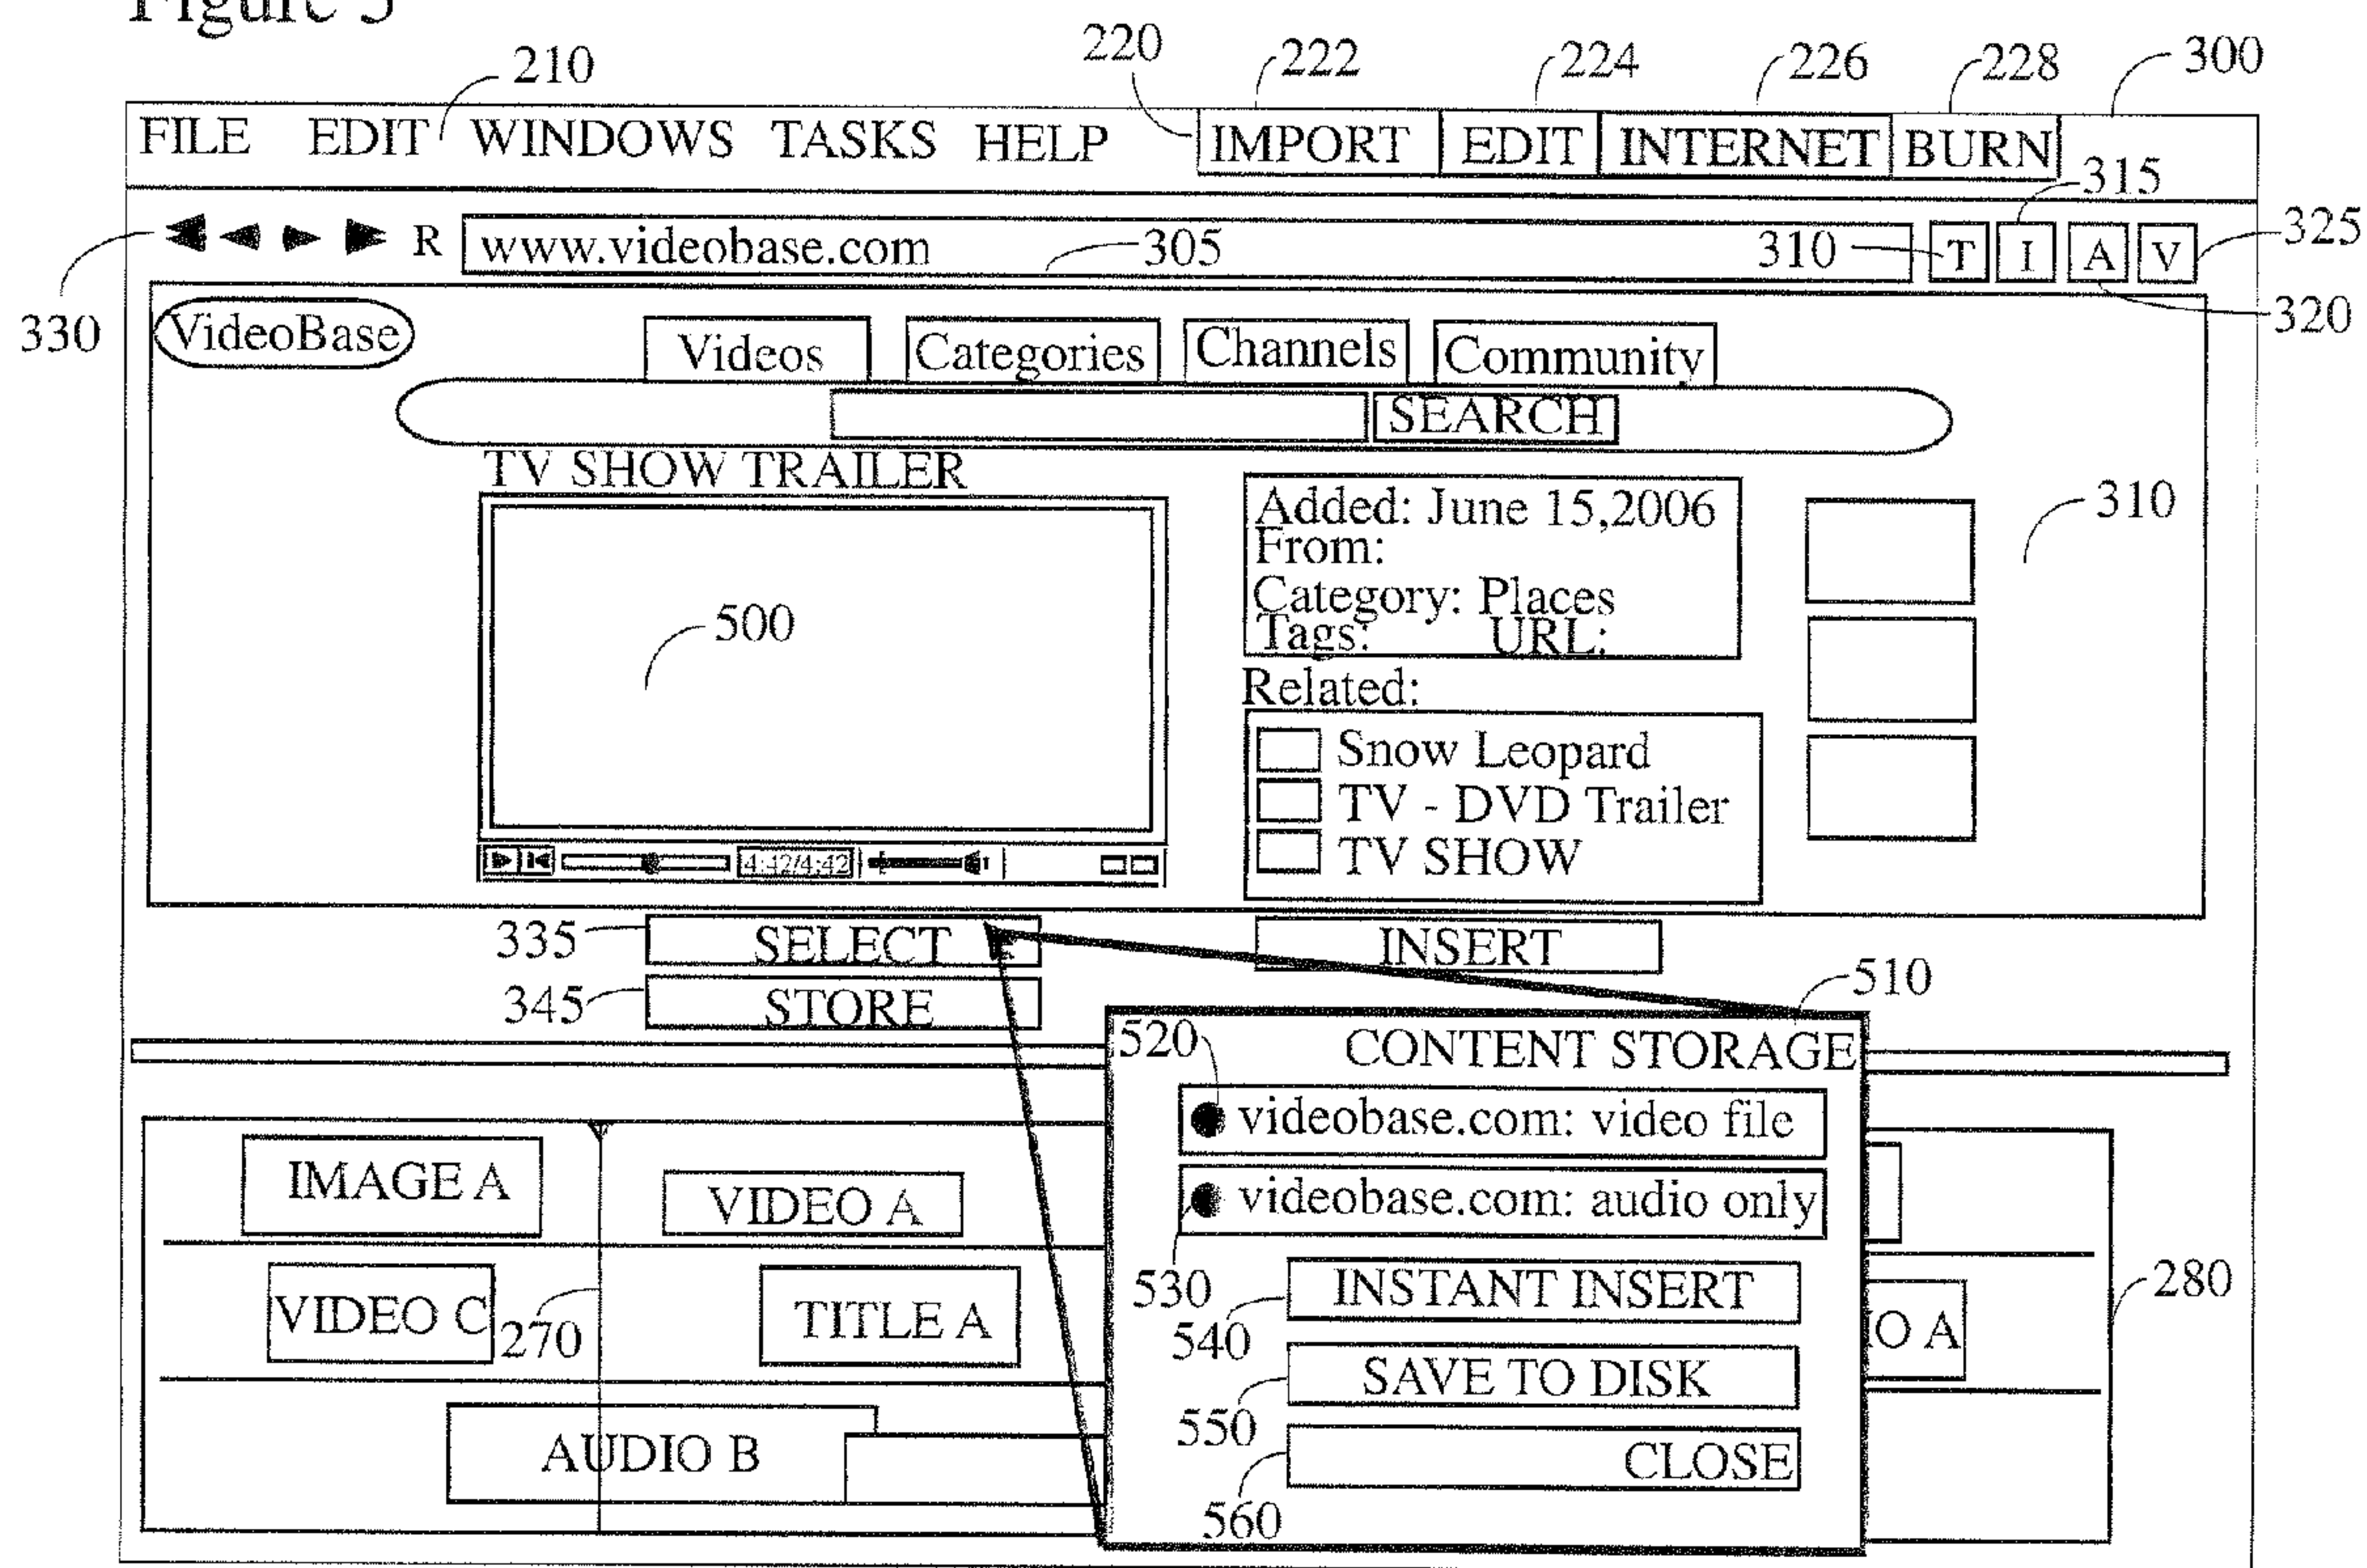 Figure 5
210
220
222
224
226
228
300
FILE EDIT WINDOWS TASKS HELP IMPORT EDIT INTERNET BURN
315
330
R www.videobase.com 305 310 T I A V 325
320
VideoBase
Videos Categories Channels Community
SEARCH
TV SHOW TRAILER
500
Added: June 15,2006
From:
Category: Places
Tags: URL:
310
Related:
Snow Leopard
TV - DVD Trailer
TV SHOW
4:42/4:42
335 SELECT INSERT
345 STORE
510
CONTENT STORAGE
520
videobase.com: video file
videobase.com: audio only
530
INSTANT INSERT
540
SAVE TO DISK
550
CLOSE
560
IMAGE A VIDEO A
VIDEO C 270 TITLE A O A 280
AUDIO B